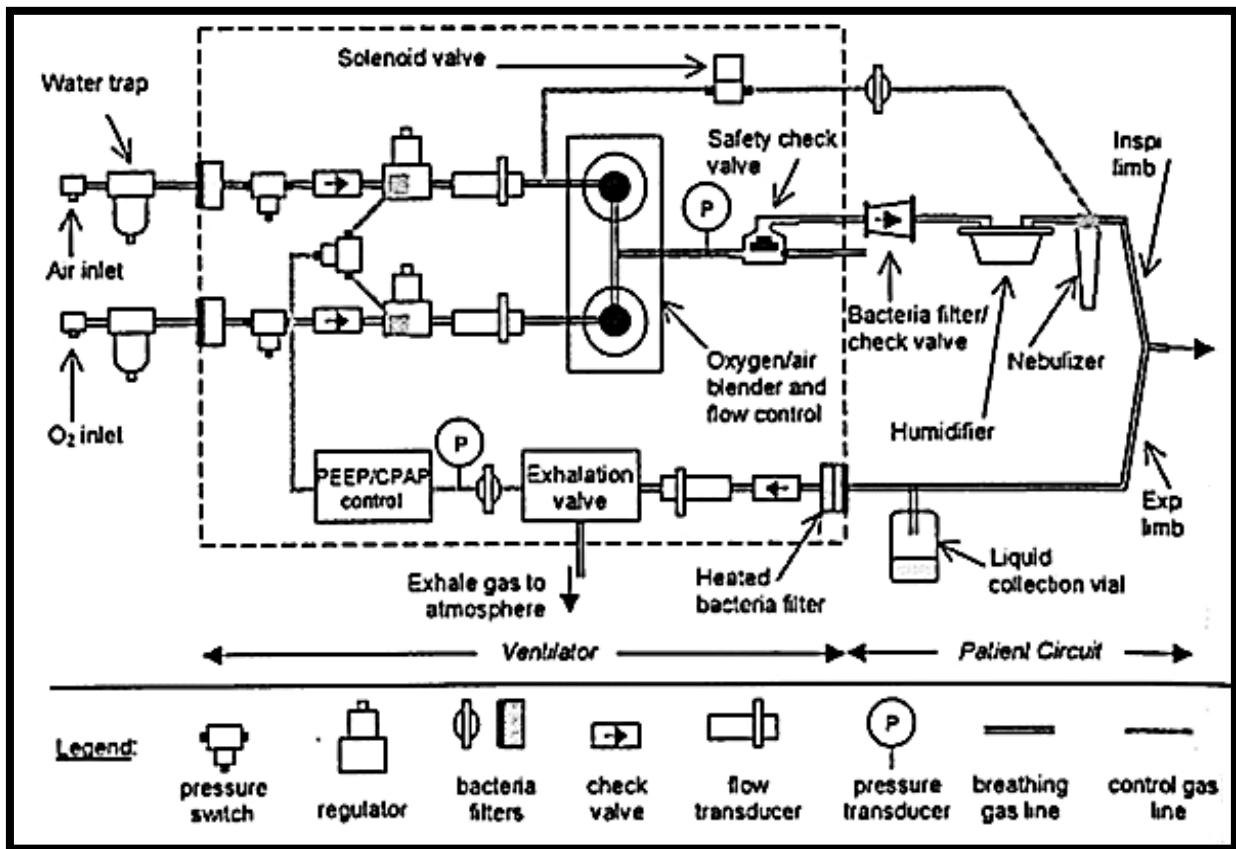 Solenoid valve
Water trap
Safety check
valve
Inspi
limb
P
Air inlet
Bacteria filter/
check valve
Nebulizer
Oxygen/air
blender and
flow control
O₂ inlet
Humidifier
P
PEEP/CPAP
control
Exhalation
valve
Exp
limb
Exhale gas to
atmosphere
Heated
bacteria filter
Liquid
collection vial
Ventilator
Patient Circuit
Legend:
P
pressure
switch
regulator
bacteria
filters
check
valve
flow
transducer
pressure
transducer
breathing
gas line
control gas
line